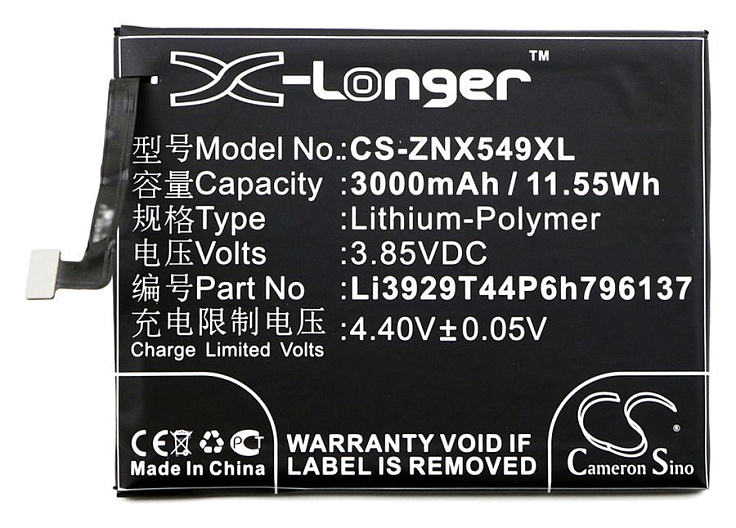 X-Longer™
型号Model No.:CS-ZNX549XL
容量Capacity :3000mAh / 11.55Wh
规格Type :Lithium-Polymer
电压Volts :3.85VDC
编号Part No :Li3929T44P6h796137
充电限制电压 :4.40V±0.05V
Charge Limited Volts
CE PCT
Made In China
WARRANTY VOID IF
LABEL IS REMOVED
CS®
Cameron Sino